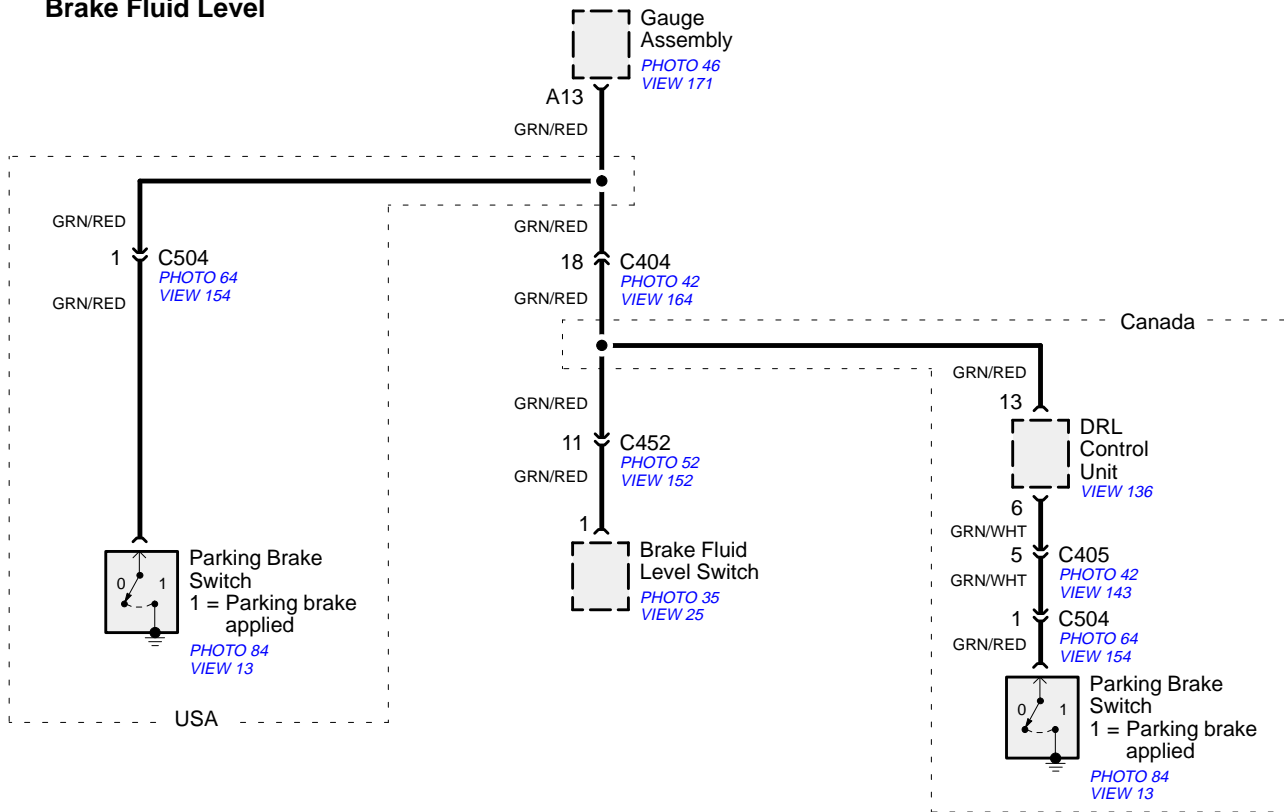 Brake Fluid Level
Gauge
Assembly
PHOTO 46
VIEW 171
A13
GRN/RED
GRN/RED
1
C504
PHOTO 64
VIEW 154
GRN/RED
Parking Brake
Switch
0 1
1 = Parking brake
applied
PHOTO 84
VIEW 13
USA
GRN/RED
18
C404
PHOTO 42
VIEW 164
GRN/RED
GRN/RED
11
C452
PHOTO 52
VIEW 152
GRN/RED
1
Brake Fluid
Level Switch
PHOTO 35
VIEW 25
Canada
GRN/RED
13
DRL
Control
Unit
VIEW 136
6
GRN/WHT
5
C405
PHOTO 42
VIEW 143
GRN/WHT
1
C504
PHOTO 64
VIEW 154
GRN/RED
Parking Brake
Switch
0 1
1 = Parking brake
applied
PHOTO 84
VIEW 13